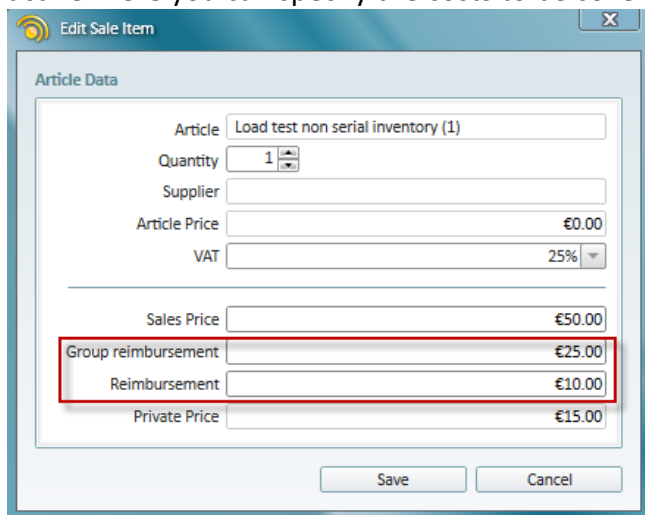 Edit Sale Item
Article Data
Article Load test non serial inventory (1)
Quantity 1
Supplier
Article Price €0.00
VAT 25%
Sales Price €50.00
Group reimbursement €25.00
Reimbursement €10.00
Private Price €15.00
Save Cancel